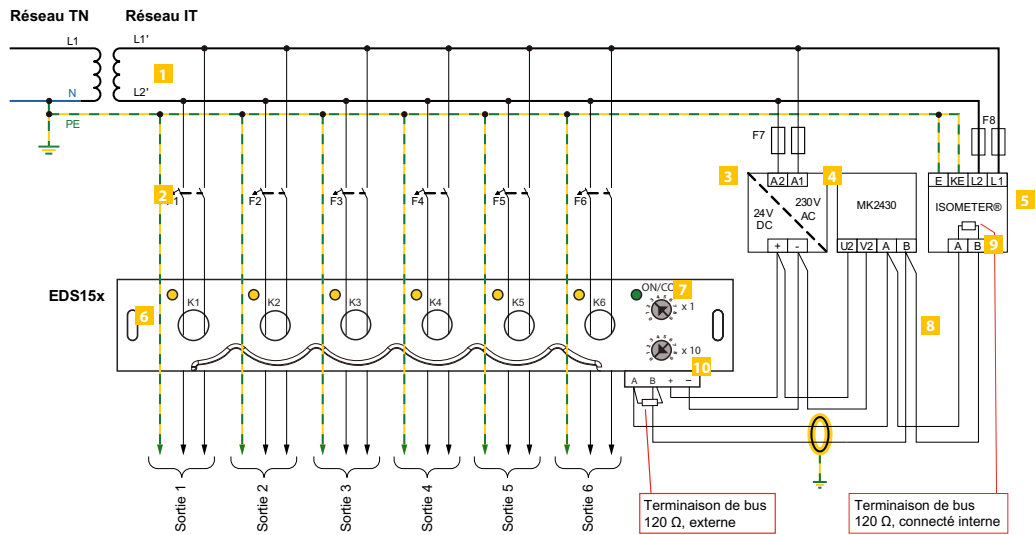 Réseau TN Réseau IT
L1 L1'
1
N L2'
PE
F7 F8
2 F1 F2 F3 F4 F5 F6
3 A2 A1 4 E KE L2 L1 5
24V DC 230V AC MK2430 ISOMETER®
+ - U2 V2 A B A B 9
EDS15x
6 K1 K2 K3 K4 K5 K6 ON/COM 7
x 1
8
x 10
10
A B + −
Sortie 1
Sortie 2
Sortie 3
Sortie 4
Sortie 5
Sortie 6
Terminaison de bus
120 Ω, externe
Terminaison de bus
120 Ω, connecté interne